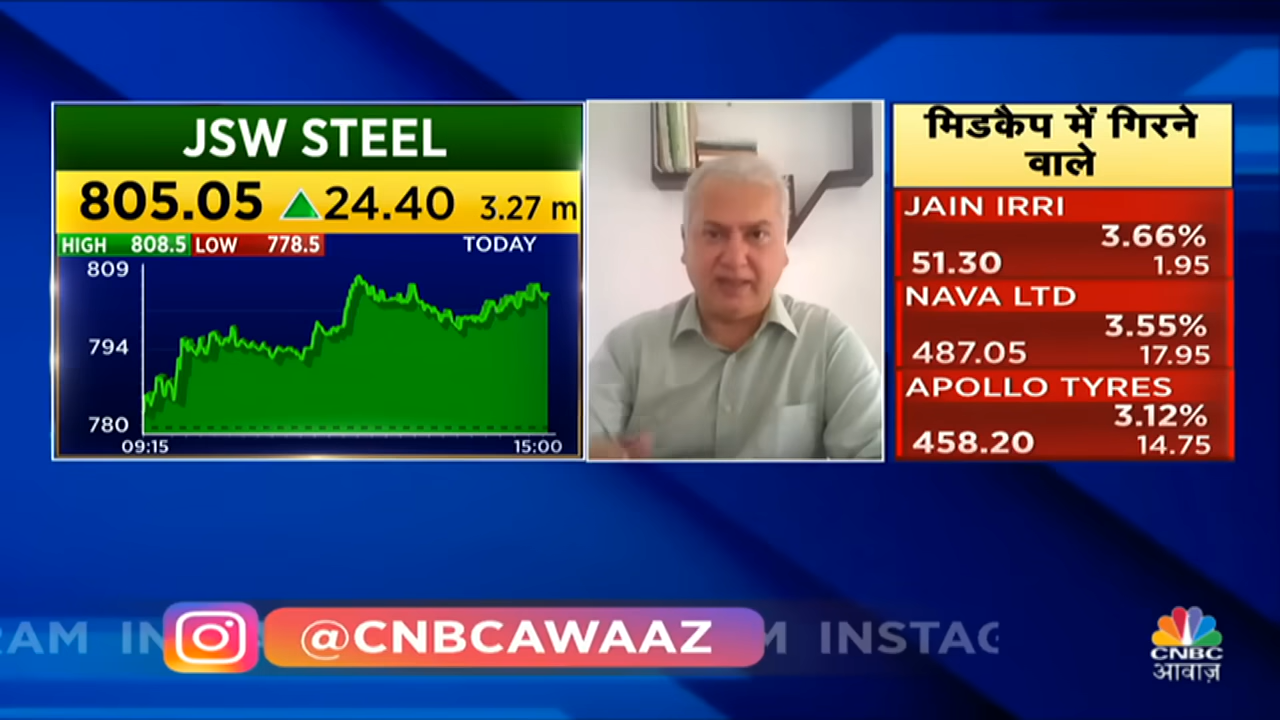 JSW STEEL
805.05 ▲24.40 3.27 m
HIGH 808.5 LOW 778.5 TODAY
809
794
780
09:15 15:00
मिडकैप में गिरने
वाले
JAIN IRRI
3.66%
51.30 1.95
NAVA LTD
3.55%
487.05 17.95
APOLLO TYRES
3.12%
458.20 14.75
@CNBCAWAAZ
CNBC
आवाज़